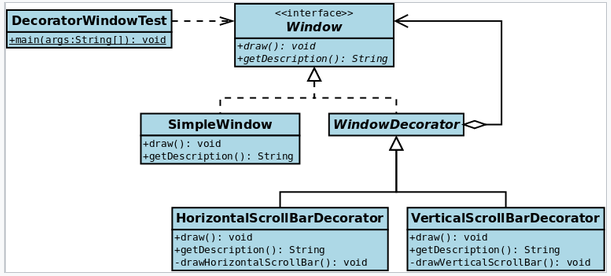 DecoratorWindowTest
+main(args:String[]): void
<<interface>>
Window
+draw(): void
+getDescription(): String
SimpleWindow
+draw(): void
+getDescription(): String
WindowDecorator
HorizontalScrollBarDecorator
+draw(): void
+getDescription(): String
-drawHorizontalScrollBar(): void
VerticalScrollBarDecorator
+draw(): void
+getDescription(): String
-drawVerticalScrollBar(): void